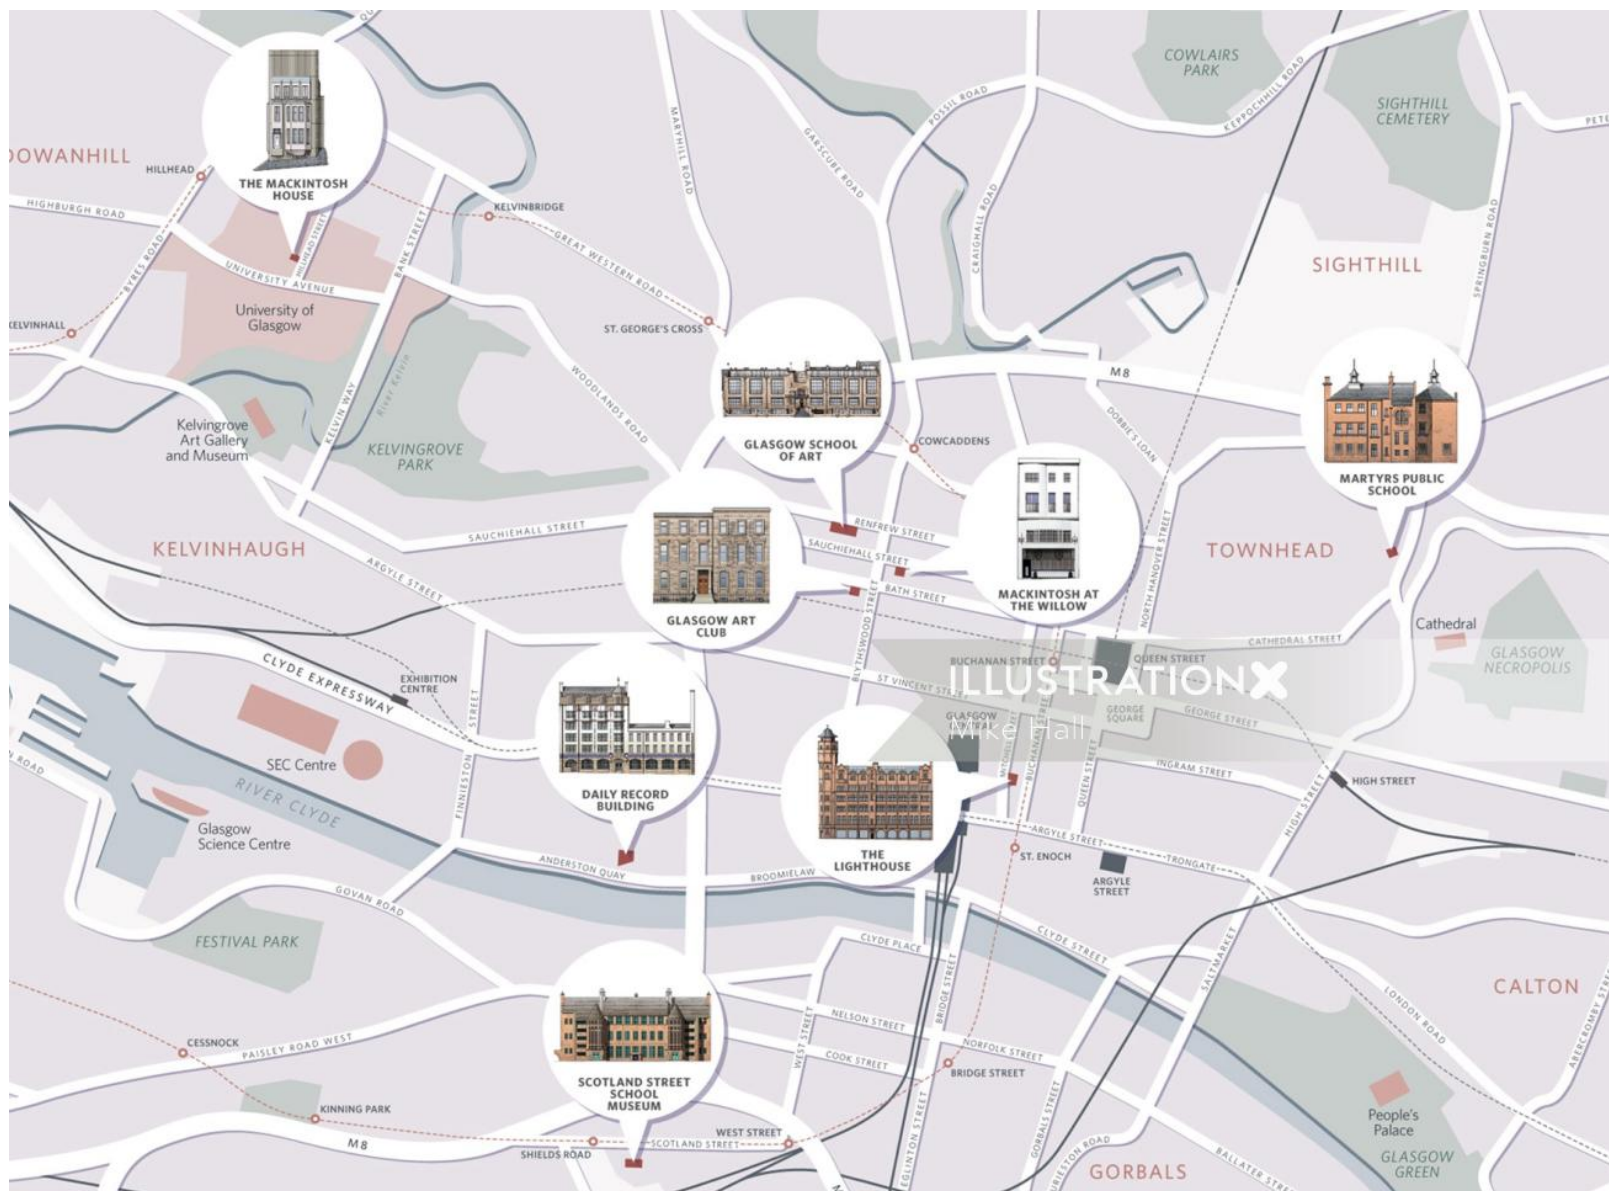 COWLAIRS
PARK
SIGHTHILL
CEMETERY
POSSIL ROAD
KEPPOCHHILL ROAD
MARYHILL ROAD
GARSCUBE ROAD
CRAIGHALL ROAD
SPRINGBURN ROAD
THE MACKINTOSH
HOUSE
HILLHEAD
HIGHBURGH ROAD
KELVINBRIDGE
BYRES ROAD
HILLHEAD STREET
BANK STREET
UNIVERSITY AVENUE
GREAT WESTERN ROAD
SIGHTHILL
University of
Glasgow
ST. GEORGE'S CROSS
River Kelvin
KELVIN WAY
WOODLANDS ROAD
M8
DOBBIE'S LOAN
Kelvingrove
Art Gallery
and Museum
KELVINGROVE
PARK
GLASGOW SCHOOL
OF ART
COWCADDENS
MARTYRS PUBLIC
SCHOOL
SAUCHIEHALL STREET
RENFREW STREET
SAUCHIEHALL STREET
KELVINHAUGH
ARGYLE STREET
BATH STREET
MACKINTOSH AT
THE WILLOW
NORTH HANOVER STREET
TOWNHEAD
GLASGOW ART
CLUB
BLYTHSWOOD STREET
CATHEDRAL STREET
Cathedral
GLASGOW
NECROPOLIS
CLYDE EXPRESSWAY
EXHIBITION
CENTRE
BUCHANAN STREET
QUEEN STREET
ILLUSTRATIONX
Mike Hall
GEORGE
SQUARE
GEORGE STREET
FINNIESTON STREET
SEC Centre
BUCHANAN STREET
QUEEN STREET
INGRAM STREET
HIGH STREET
HIGH STREET
RIVER CLYDE
DAILY RECORD
BUILDING
Glasgow
Science Centre
THE
LIGHTHOUSE
ARGYLE STREET
TRONGATE
ST. ENOCH
ARGYLE
STREET
ANDERSTON QUAY
BROOMIELAW
GOVAN ROAD
FESTIVAL PARK
CLYDE PLACE
CLYDE STREET
SALTMARKET
CALTON
LONDON ROAD
BRIDGE STREET
NELSON STREET
WEST STREET
COOK STREET
NORFOLK STREET
BRIDGE STREET
CESSNOCK
PAISLEY ROAD WEST
SCOTLAND STREET
SCHOOL
MUSEUM
KINNING PARK
M8
SHIELDS ROAD
SCOTLAND STREET
WEST STREET
EGLINTON STREET
GORBALS STREET
GORBALS
BALLATER
People's
Palace
GLASGOW
GREEN